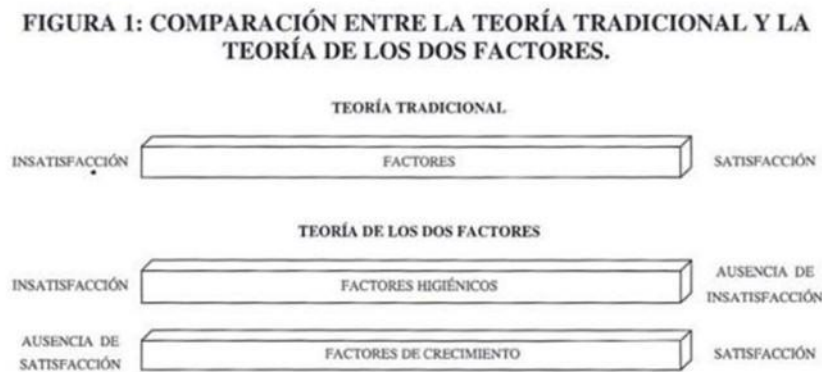 FIGURA 1: COMPARACIÓN ENTRE LA TEORÍA TRADICIONAL Y LA
TEORÍA DE LOS DOS FACTORES.
TEORÍA TRADICIONAL
INSATISFACCIÓN FACTORES SATISFACCIÓN
TEORÍA DE LOS DOS FACTORES
INSATISFACCIÓN FACTORES HIGIÉNICOS AUSENCIA DE
INSATISFACCIÓN
AUSENCIA DE
SATISFACCIÓN FACTORES DE CRECIMIENTO SATISFACCIÓN